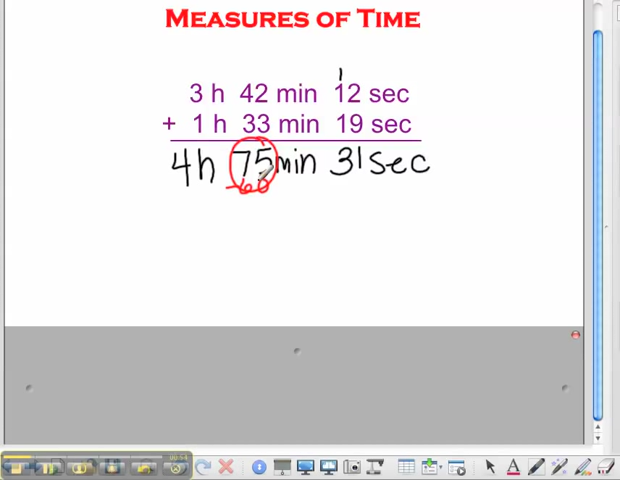 MEASURES OF TIME
1
3 h 42 min 12 sec
+ 1 h 33 min 19 sec
4h 75min 31sec
-60